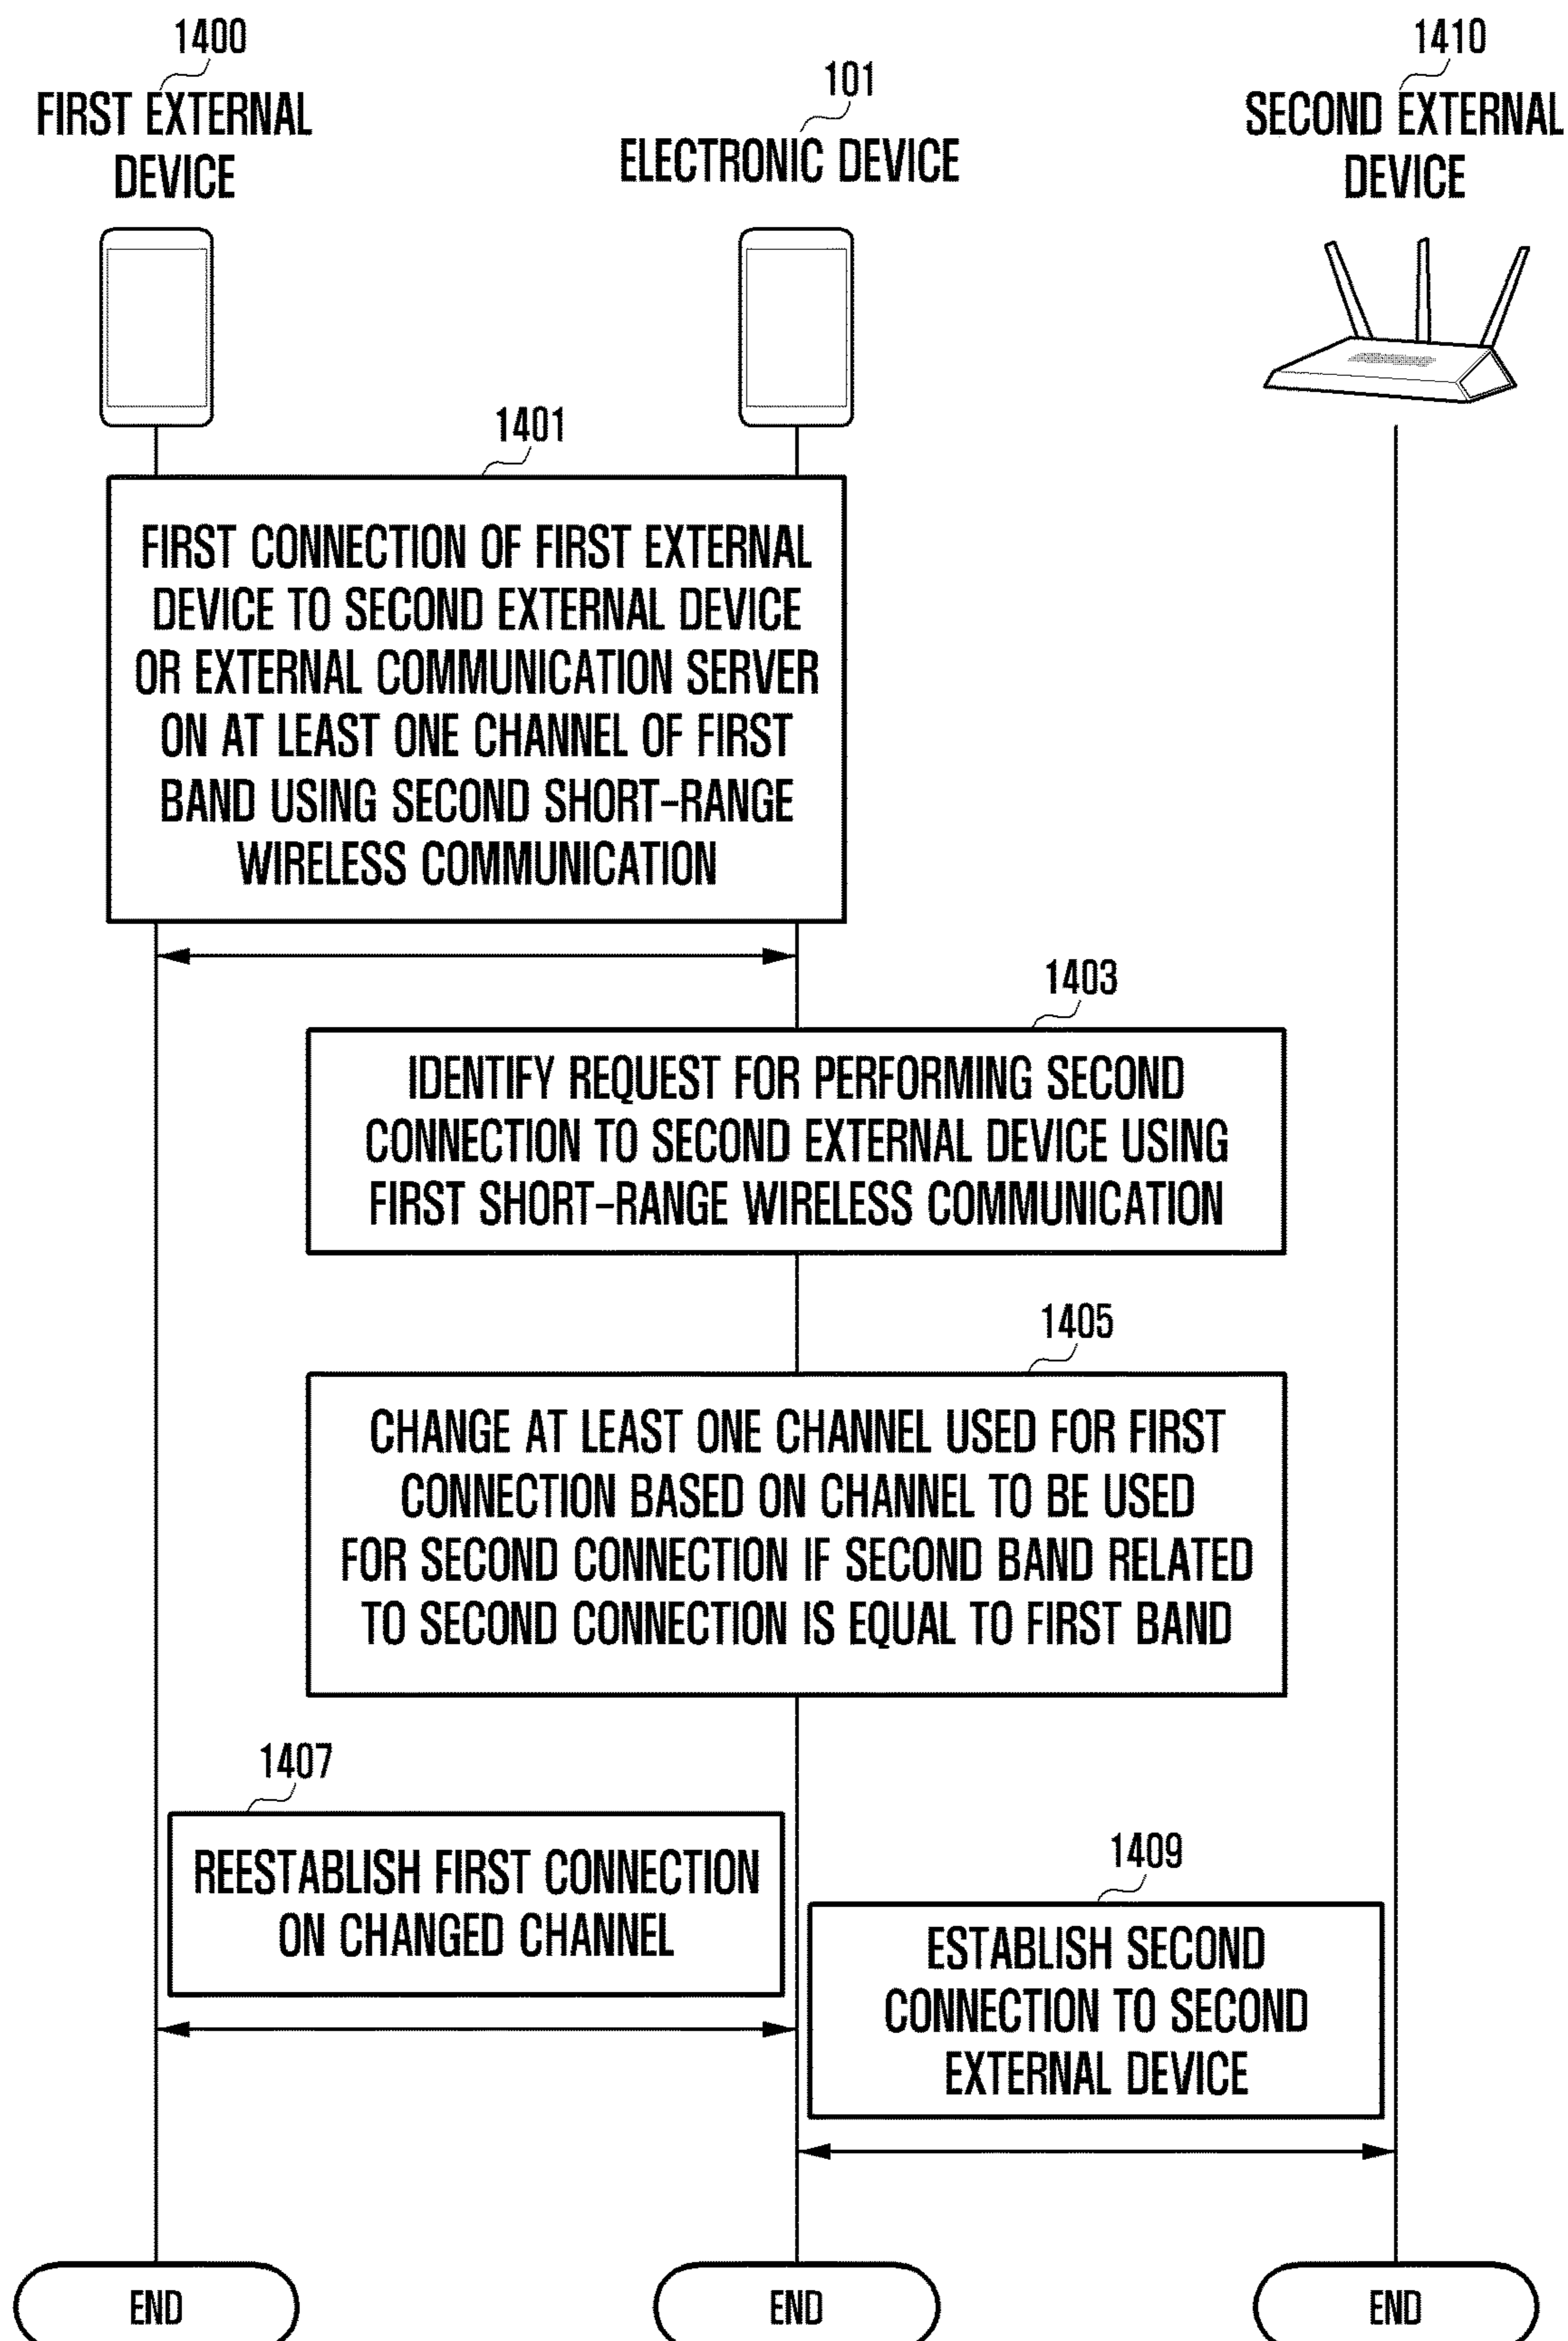 1400
FIRST EXTERNAL
DEVICE
101
ELECTRONIC DEVICE
1410
SECOND EXTERNAL
DEVICE
1401
FIRST CONNECTION OF FIRST EXTERNAL
DEVICE TO SECOND EXTERNAL DEVICE
OR EXTERNAL COMMUNICATION SERVER
ON AT LEAST ONE CHANNEL OF FIRST
BAND USING SECOND SHORT-RANGE
WIRELESS COMMUNICATION
1403
IDENTIFY REQUEST FOR PERFORMING SECOND
CONNECTION TO SECOND EXTERNAL DEVICE USING
FIRST SHORT-RANGE WIRELESS COMMUNICATION
1405
CHANGE AT LEAST ONE CHANNEL USED FOR FIRST
CONNECTION BASED ON CHANNEL TO BE USED
FOR SECOND CONNECTION IF SECOND BAND RELATED
TO SECOND CONNECTION IS EQUAL TO FIRST BAND
1407
REESTABLISH FIRST CONNECTION
ON CHANGED CHANNEL
1409
ESTABLISH SECOND
CONNECTION TO SECOND
EXTERNAL DEVICE
END
END
END